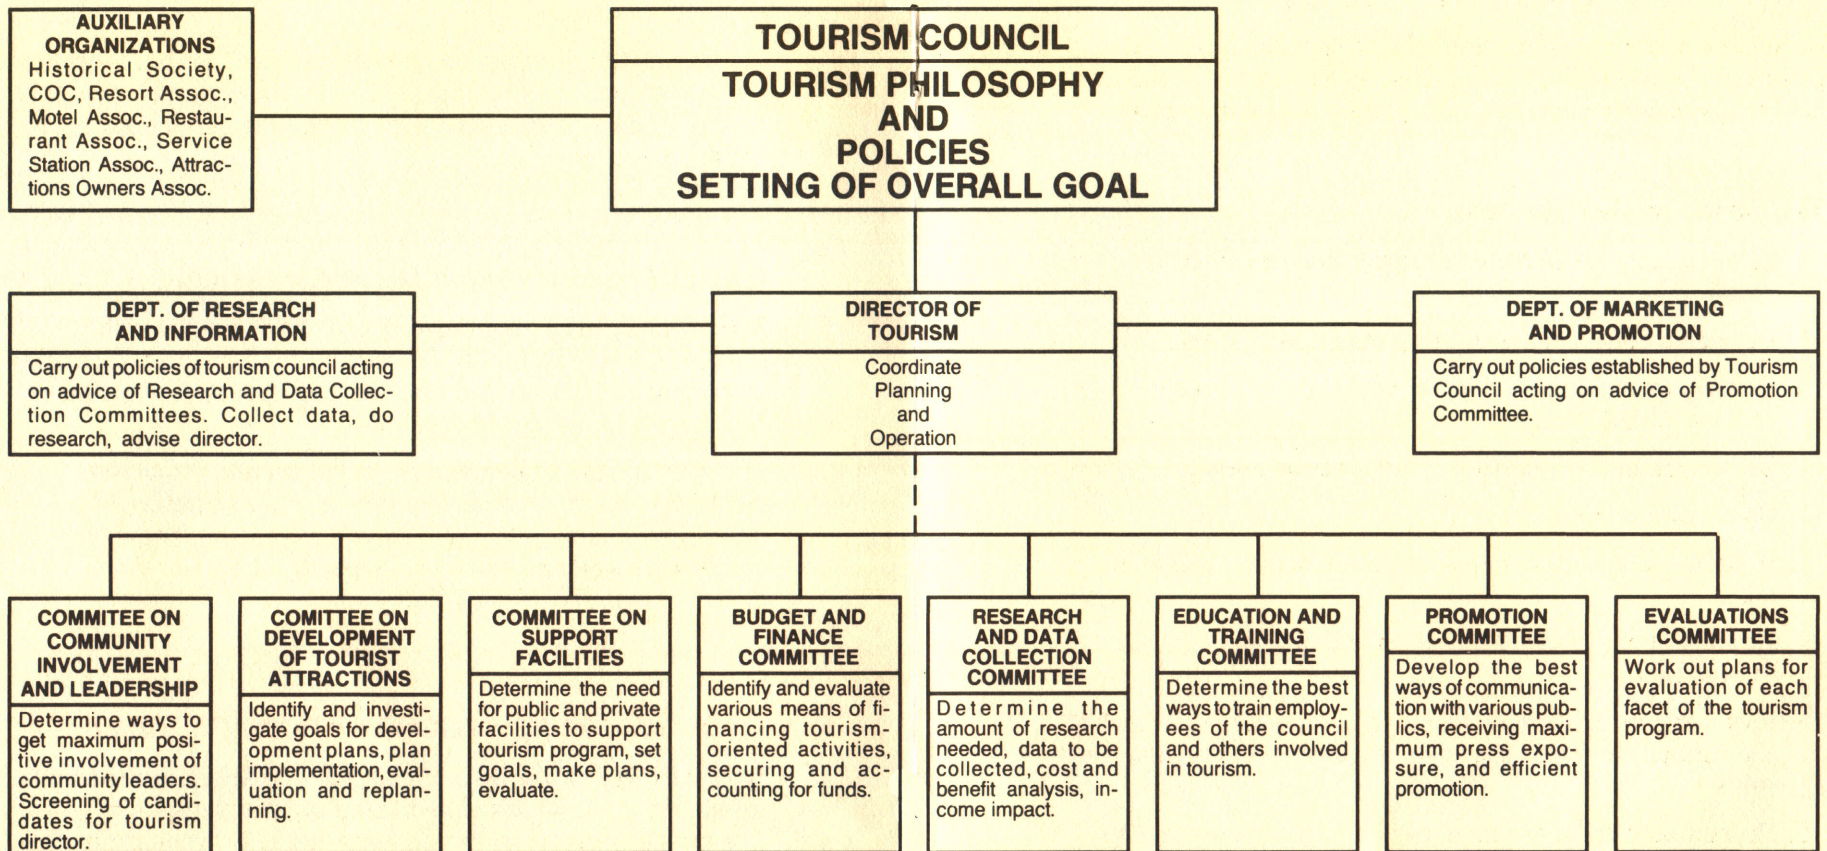 AUXILIARY
ORGANIZATIONS
Historical Society,
COC, Resort Assoc.,
Motel Assoc., Restau-
rant Assoc., Service
Station Assoc., Attrac-
tions Owners Assoc.
TOURISM COUNCIL
TOURISM PHILOSOPHY
AND
POLICIES
SETTING OF OVERALL GOAL
DEPT. OF RESEARCH
AND INFORMATION
Carry out policies of tourism council acting
on advice of Research and Data Collec-
tion Committees. Collect data, do
research, advise director.
DIRECTOR OF
TOURISM
Coordinate
Planning
and
Operation
DEPT. OF MARKETING
AND PROMOTION
Carry out policies established by Tourism
Council acting on advice of Promotion
Committee.
COMMITEE ON
COMMUNITY
INVOLVEMENT
AND LEADERSHIP
Determine ways to
get maximum posi-
tive involvement of
community leaders.
Screening of candi-
dates for tourism
director.
COMITTEE ON
DEVELOPMENT
OF TOURIST
ATTRACTIONS
Identify and investi-
gate goals for devel-
opment plans, plan
implementation, eval-
uation and replan-
ning.
COMMITTEE ON
SUPPORT
FACILITIES
Determine the need
for public and private
facilities to support
tourism program, set
goals, make plans,
evaluate.
BUDGET AND
FINANCE
COMMITTEE
Identify and evaluate
various means of fi-
nancing tourism-
oriented activities,
securing and ac-
counting for funds.
RESEARCH
AND DATA
COLLECTION
COMMITTEE
Determine the
amount of research
needed, data to be
collected, cost and
benefit analysis, in-
come impact.
EDUCATION AND
TRAINING
COMMITTEE
Determine the best
ways to train employ-
ees of the council
and others involved
in tourism.
PROMOTION
COMMITTEE
Develop the best
ways of communica-
tion with various pub-
lics, receiving maxi-
mum press expo-
sure, and efficient
promotion.
EVALUATIONS
COMMITTEE
Work out plans for
evaluation of each
facet of the tourism
program.